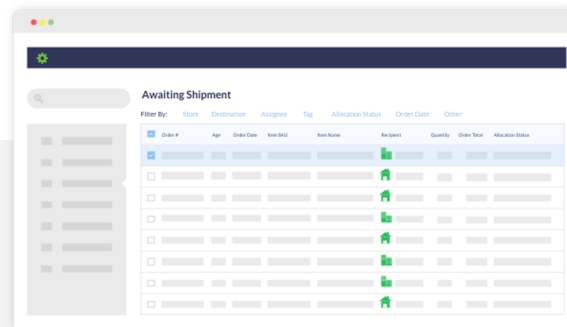 Awaiting Shipment
Filter By: Store Destination Assignee Tag Allocation Status Order Date Other
Order # Age Order Date Item SKU Item Name Recipient Quantity Order Total Allocation Status